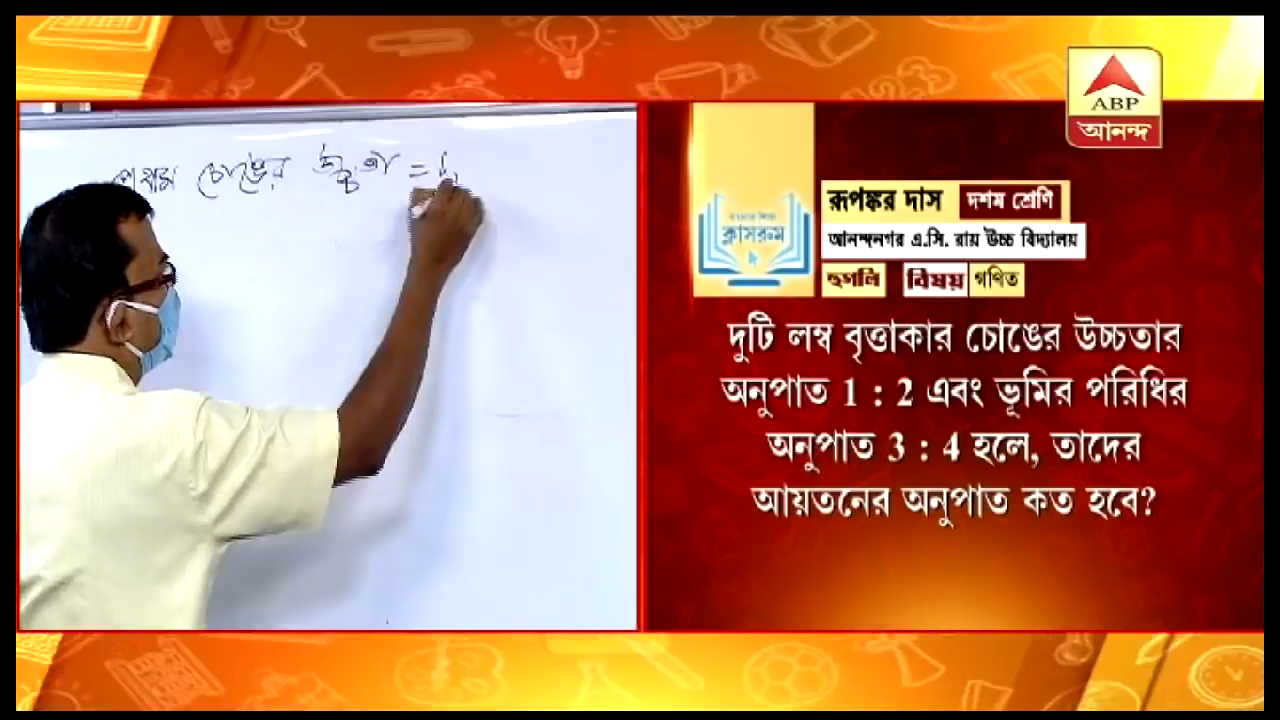 ABP
আনন্দ
প্রথম চোঙের উচ্চতা =
ক্লাসরুম
রূপঙ্কর দাস দশম শ্রেণি
আনন্দনগর এ.সি. রায় উচ্চ বিদ্যালয়
হুগলি বিষয় গণিত
দুটি লম্ব বৃত্তাকার চোঙের উচ্চতার
অনুপাত 1 : 2 এবং ভূমির পরিধির
অনুপাত 3 : 4 হলে, তাদের
আয়তনের অনুপাত কত হবে?